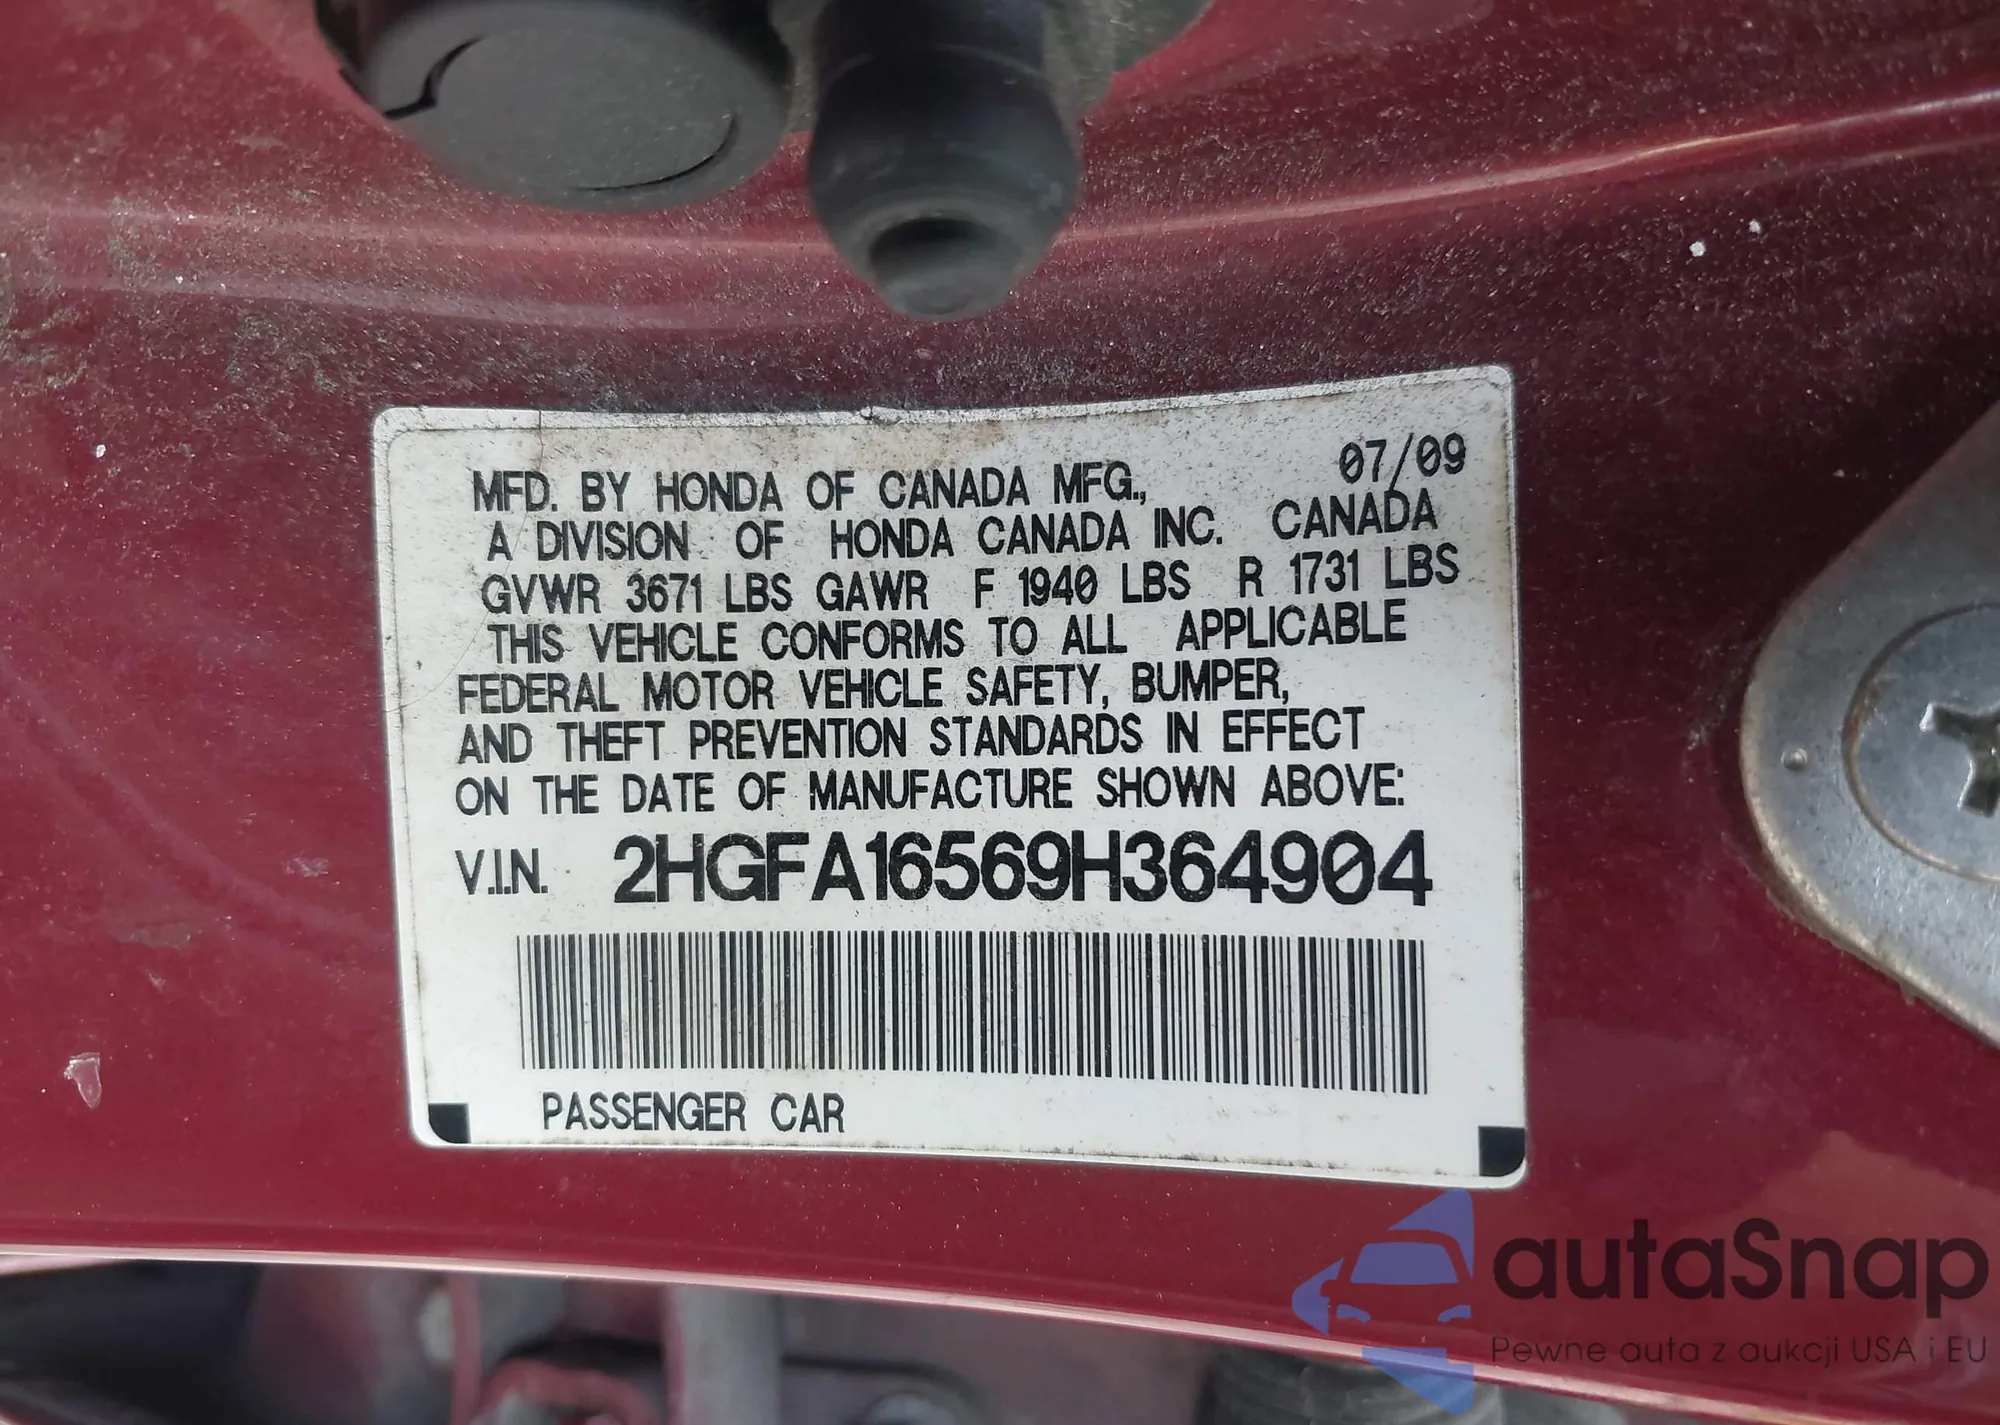 07/09
MFD. BY HONDA OF CANADA MFG.,
A DIVISION OF HONDA CANADA INC. CANADA
GVWR 3671 LBS GAWR F 1940 LBS R 1731 LBS
THIS VEHICLE CONFORMS TO ALL APPLICABLE
FEDERAL MOTOR VEHICLE SAFETY, BUMPER,
AND THEFT PREVENTION STANDARDS IN EFFECT
ON THE DATE OF MANUFACTURE SHOWN ABOVE:
V.I.N. 2HGFA16569H364904
PASSENGER CAR
autaSnap
Pewne auta z aukcji USA i EU